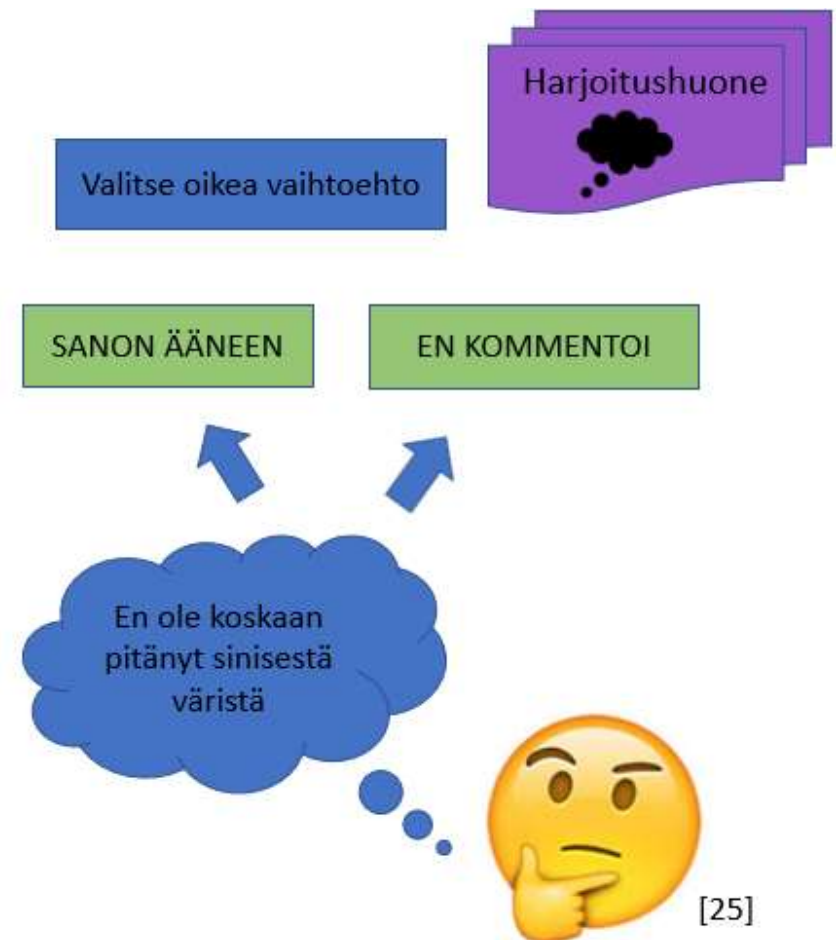 Harjoitushuone
Valitse oikea vaihtoehto
SANON ÄÄNEEN
EN KOMMENTOI
En ole koskaan
pitänyt sinisestä
väristä
[25]